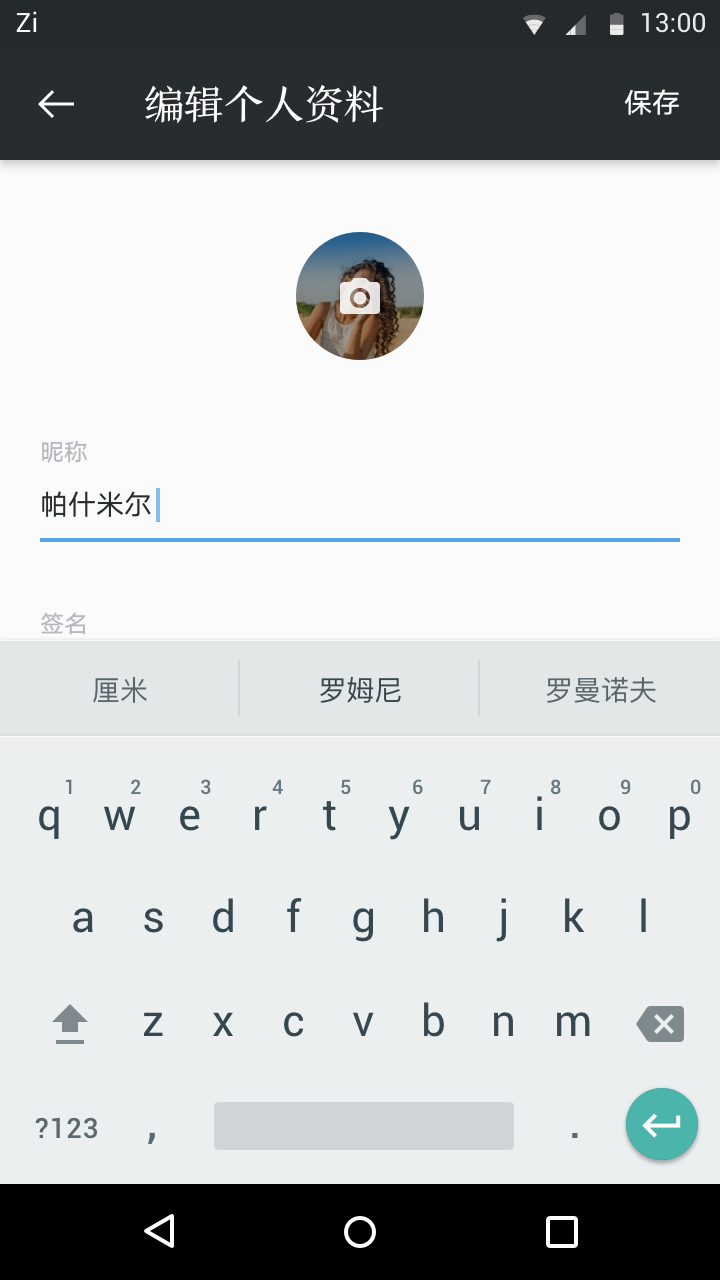 Zi 13:00
编辑个人资料 保存
昵称
帕什米尔
签名
厘米 罗姆尼 罗曼诺夫
1 2 3 4 5 6 7 8 9 0
q w e r t y u i o p
a s d f g h j k l
z x c v b n m
?123 , .